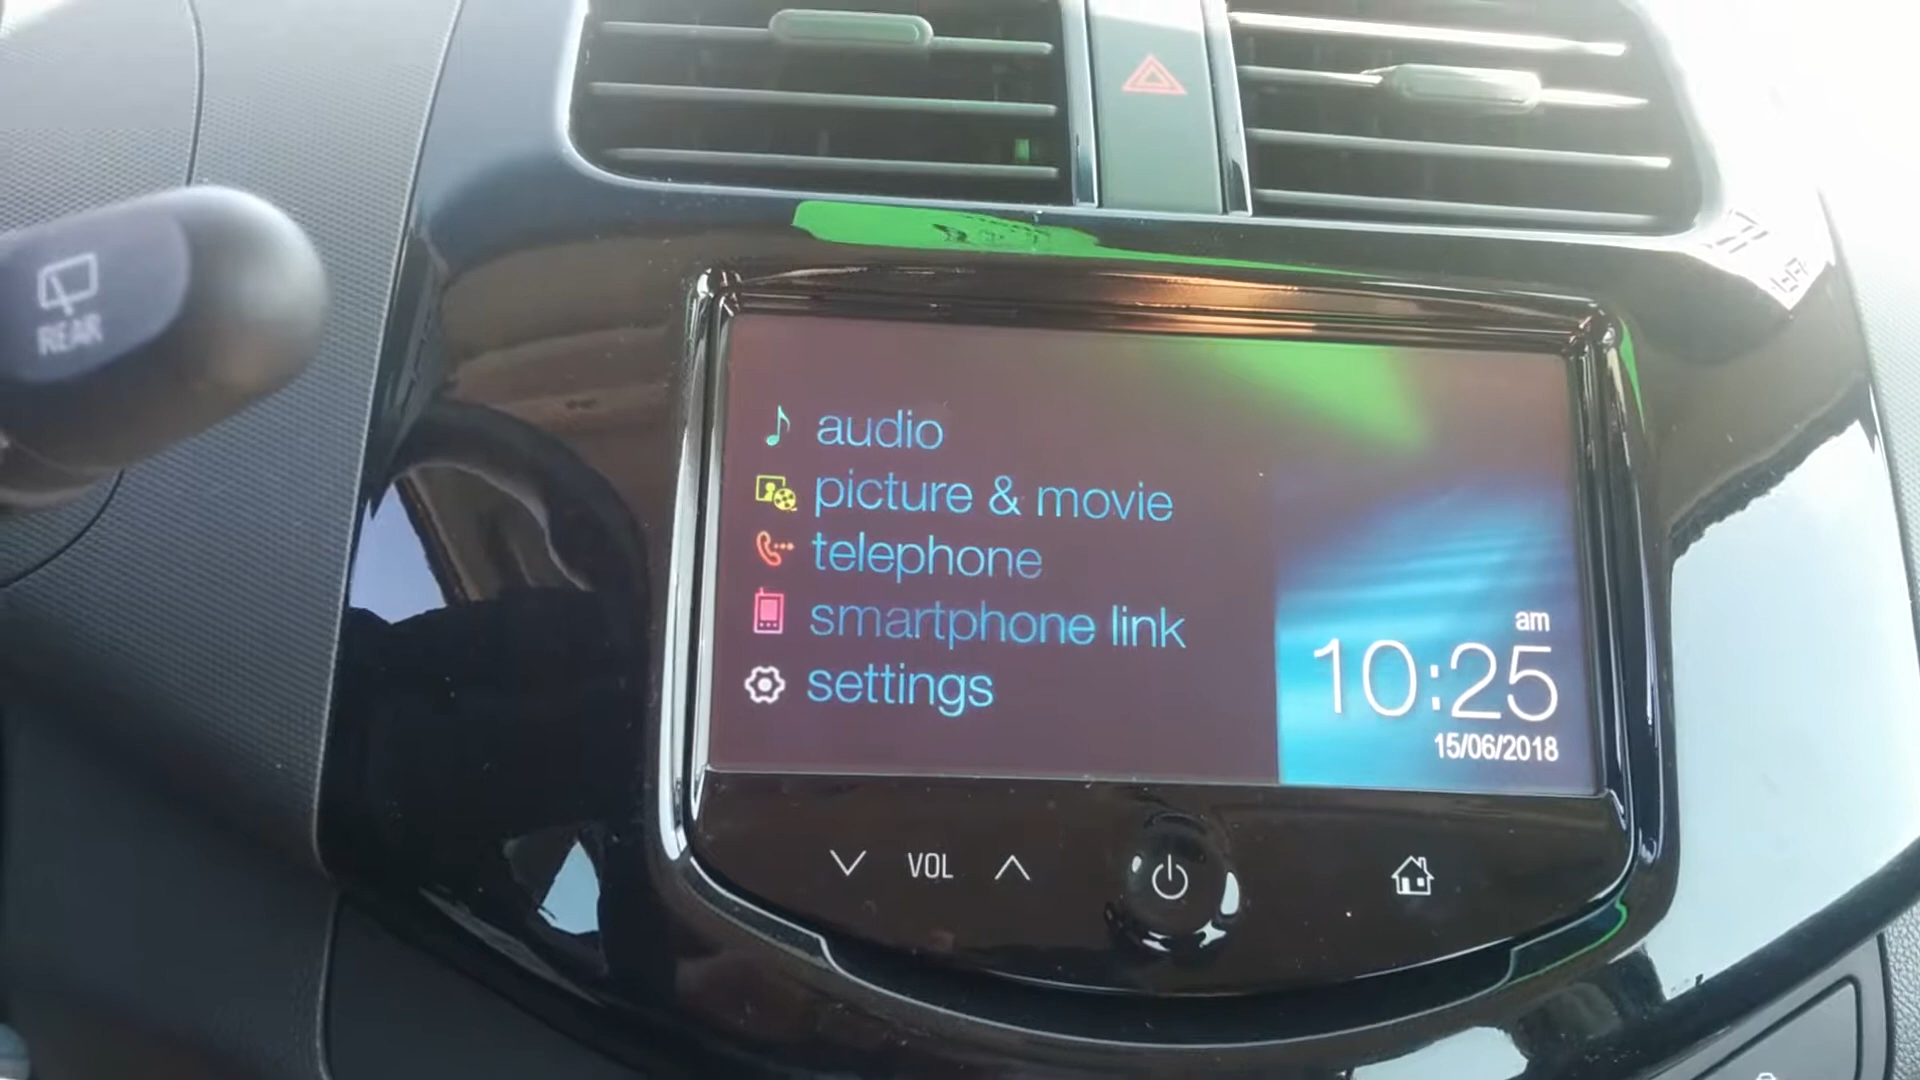 REAR
audio
picture & movie
telephone
smartphone link
settings
am
10:25
15/06/2018
VOL